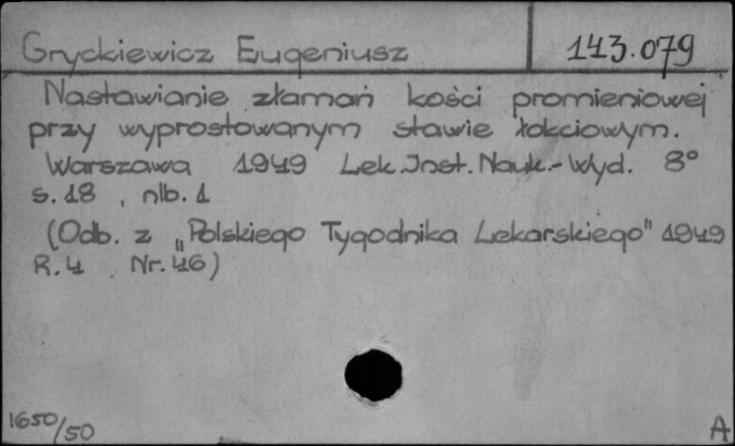 Gryckiewicz Eugeniusz 143.079
Nastawianie złamań kości promieniowej
przy wyprostowanym stawie łokciowym.
Warszawa 1949 Lek.Inst.Nauk.-Wyd. 8°
s. 18 , nlb. 1
(Odb. z „Polskiego Tygodnika Lekarskiego" 1949
R. 4 . Nr. 46)
1650/50 A